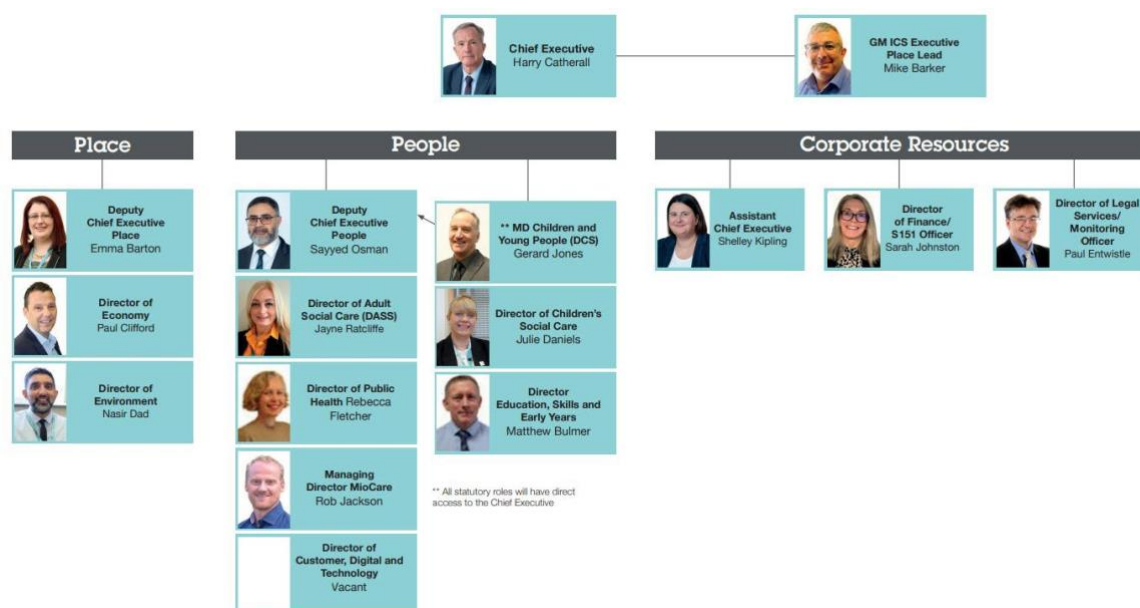 Chief Executive
Harry Catherall
GM ICS Executive
Place Lead
Mike Barker
Place
People
Corporate Resources
Deputy
Chief Executive
Place
Emma Barton
Director of
Economy
Paul Clifford
Director of
Environment
Nasir Dad
Deputy
Chief Executive
People
Sayyed Osman
Director of Adult
Social Care (DASS)
Jayne Ratcliffe
Director of Public
Health Rebecca
Fletcher
Managing
Director MioCare
Rob Jackson
Director of
Customer, Digital and
Technology
Vacant
** MD Children and
Young People (DCS)
Gerard Jones
Director of Children's
Social Care
Julie Daniels
Director
Education, Skills and
Early Years
Matthew Bulmer
** All statutory roles will have direct
access to the Chief Executive
Assistant
Chief Executive
Shelley Kipling
Director
of Finance/
S151 Officer
Sarah Johnston
Director of Legal
Services/
Monitoring
Officer
Paul Entwistle